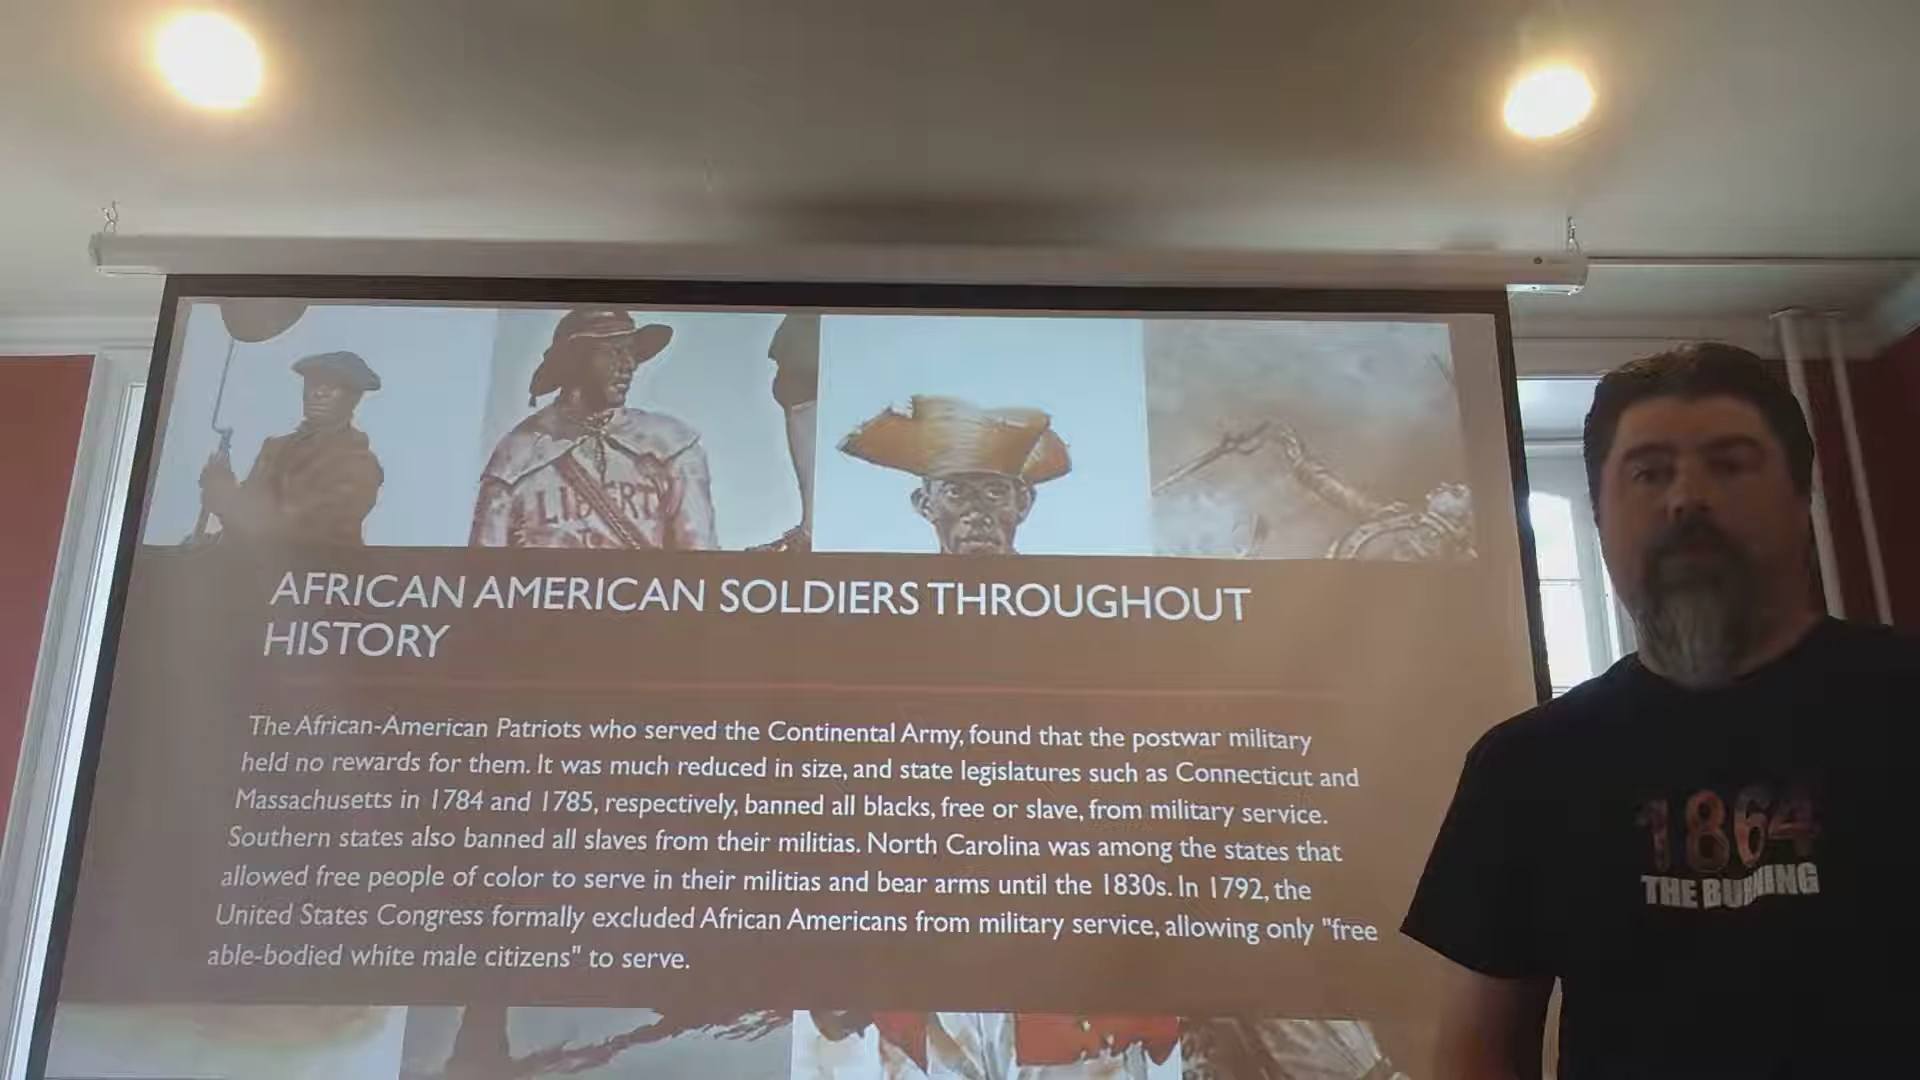 LIBERTY
AFRICAN AMERICAN SOLDIERS THROUGHOUT
HISTORY
The African-American Patriots who served the Continental Army, found that the postwar military
held no rewards for them. It was much reduced in size, and state legislatures such as Connecticut and
Massachusetts in 1784 and 1785, respectively, banned all blacks, free or slave, from military service.
Southern states also banned all slaves from their militias. North Carolina was among the states that
allowed free people of color to serve in their militias and bear arms until the 1830s. In 1792, the
United States Congress formally excluded African Americans from military service, allowing only "free
able-bodied white male citizens" to serve.
1864
THE BURNING